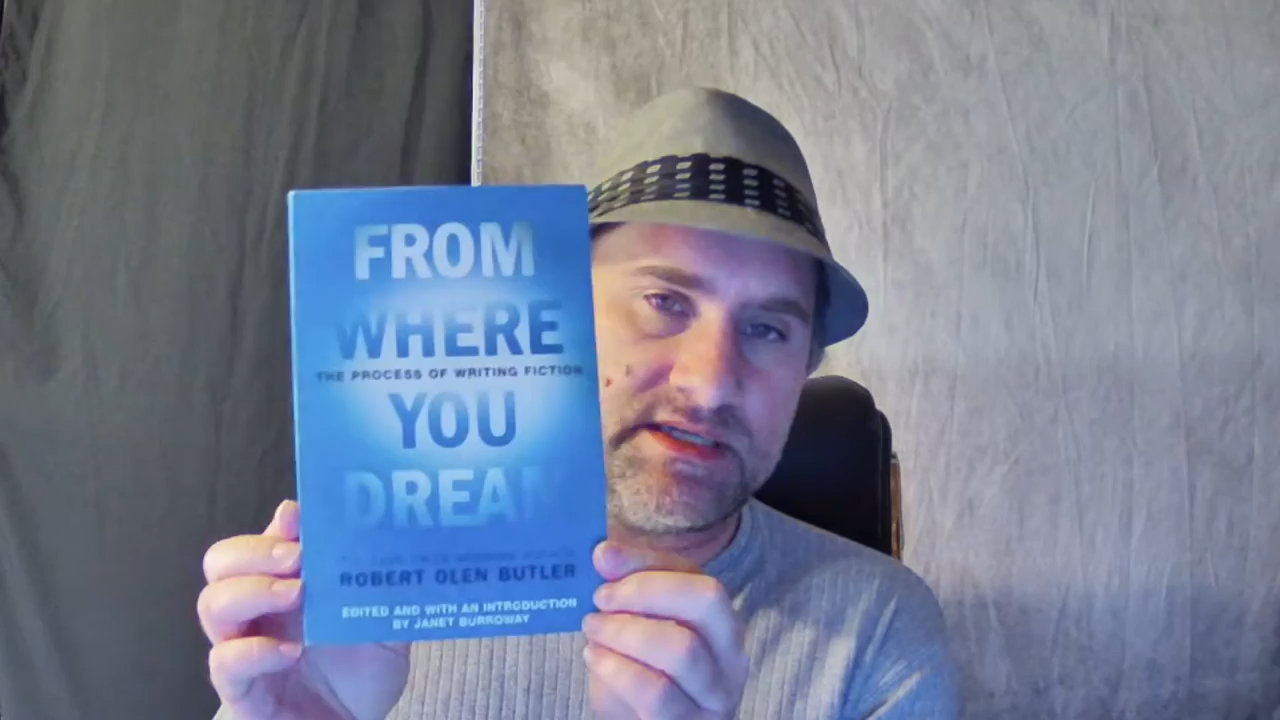 FROM
WHERE
THE PROCESS OF WRITING FICTION
YOU
DREAM
ROBERT OLEN BUTLER
EDITED AND WITH AN INTRODUCTION
BY JANET BURROWAY